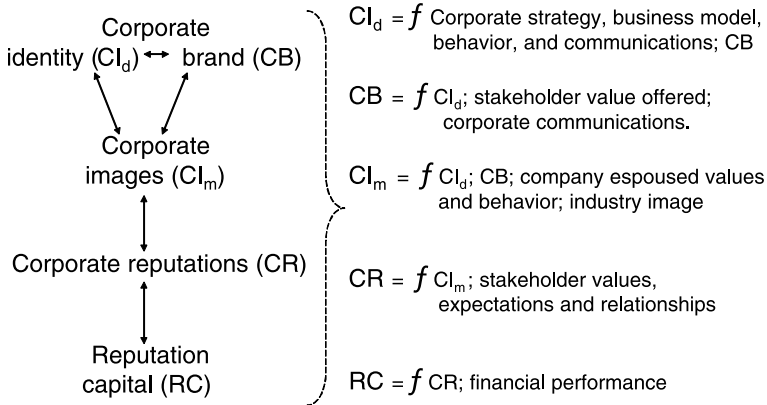 Corporate
identity (CI_d) brand (CB)
Corporate
images (CI_m)
Corporate reputations (CR)
Reputation
capital (RC)
CI_d = ƒ Corporate strategy, business model,
behavior, and communications; CB
CB = ƒ CI_d; stakeholder value offered;
corporate communications.
CI_m = ƒ CI_d; CB; company espoused values
and behavior; industry image
CR = ƒ CI_m; stakeholder values,
expectations and relationships
RC = ƒ CR; financial performance